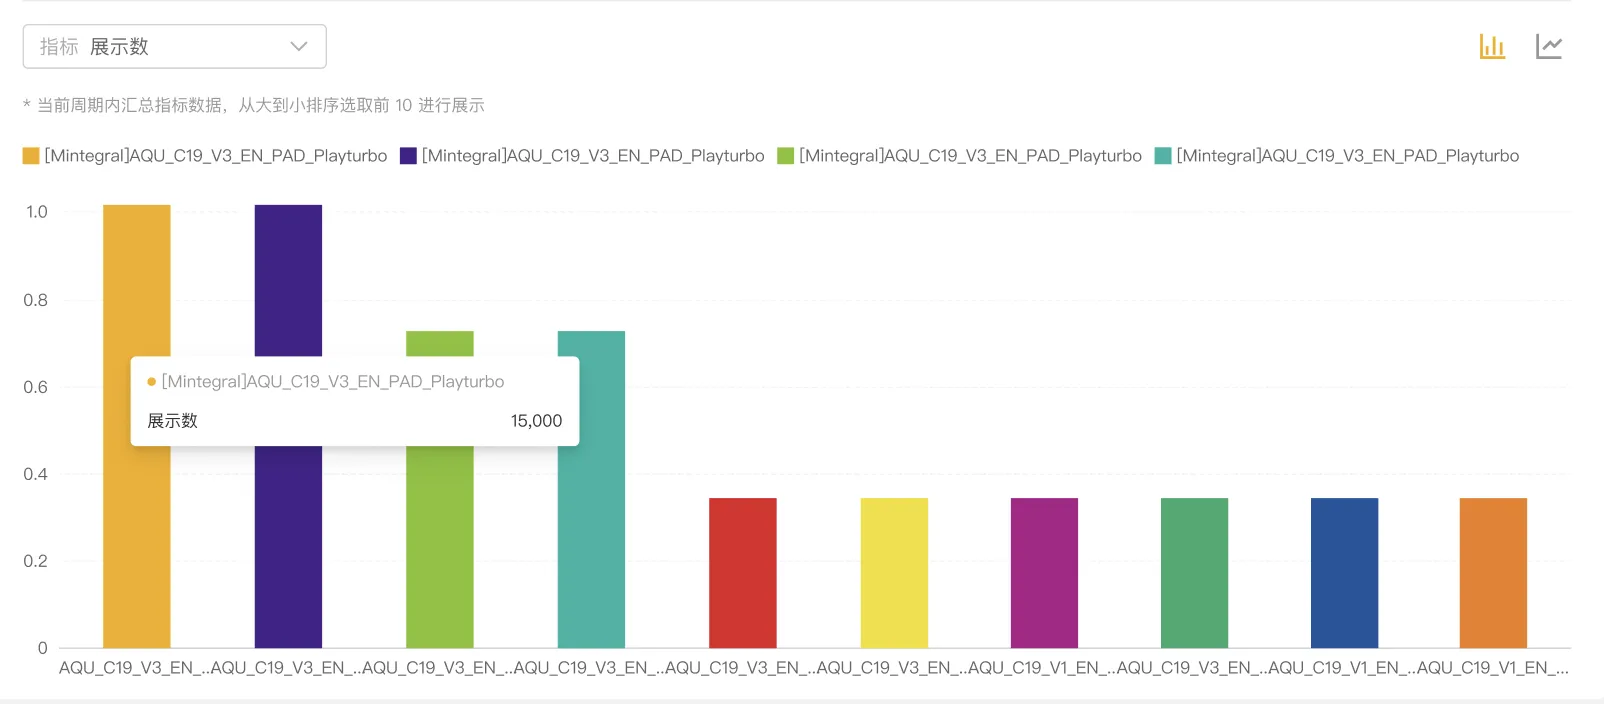 指标 展示数
* 当前周期内汇总指标数据，从大到小排序选取前 10 进行展示
[Mintegral]AQU_C19_V3_EN_PAD_Playturbo [Mintegral]AQU_C19_V3_EN_PAD_Playturbo [Mintegral]AQU_C19_V3_EN_PAD_Playturbo [Mintegral]AQU_C19_V3_EN_PAD_Playturbo
1.0
0.8
[Mintegral]AQU_C19_V3_EN_PAD_Playturbo
0.6
展示数 15,000
0.4
0.2
0
AQU_C19_V3_EN_... AQU_C19_V3_EN_... AQU_C19_V3_EN_... AQU_C19_V3_EN_... AQU_C19_V3_EN_... AQU_C19_V3_EN_... AQU_C19_V1_EN_... AQU_C19_V3_EN_... AQU_C19_V1_EN_... AQU_C19_V1_EN_...